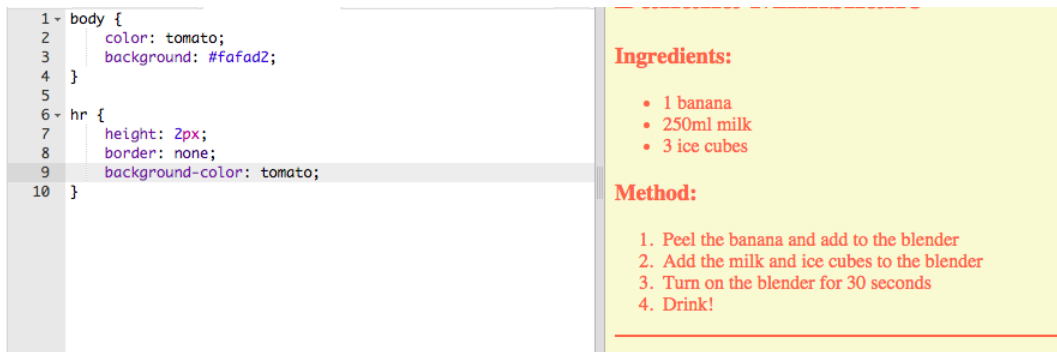 1 body {
2 color: tomato;
3 background: #fafad2;
4 }
5
6 hr {
7 height: 2px;
8 border: none;
9 background-color: tomato;
10 }
Ingredients:
• 1 banana
• 250ml milk
• 3 ice cubes
Method:
1. Peel the banana and add to the blender
2. Add the milk and ice cubes to the blender
3. Turn on the blender for 30 seconds
4. Drink!